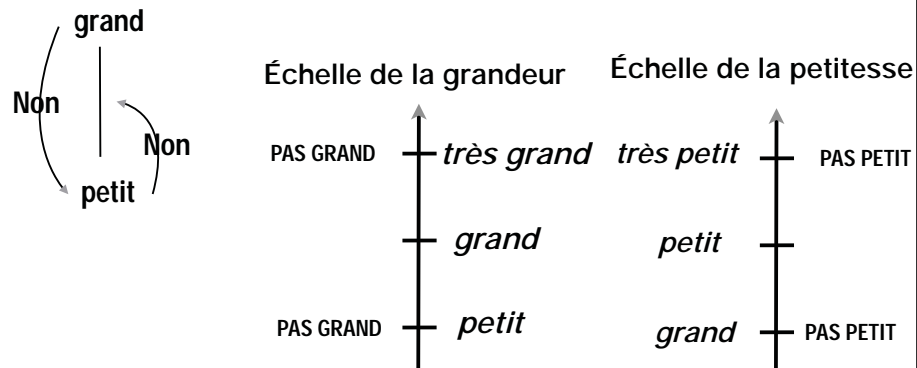 grand
Non
Non
petit
Échelle de la grandeur
PAS GRAND très grand
grand
PAS GRAND petit
Échelle de la petitesse
très petit PAS PETIT
petit
grand PAS PETIT